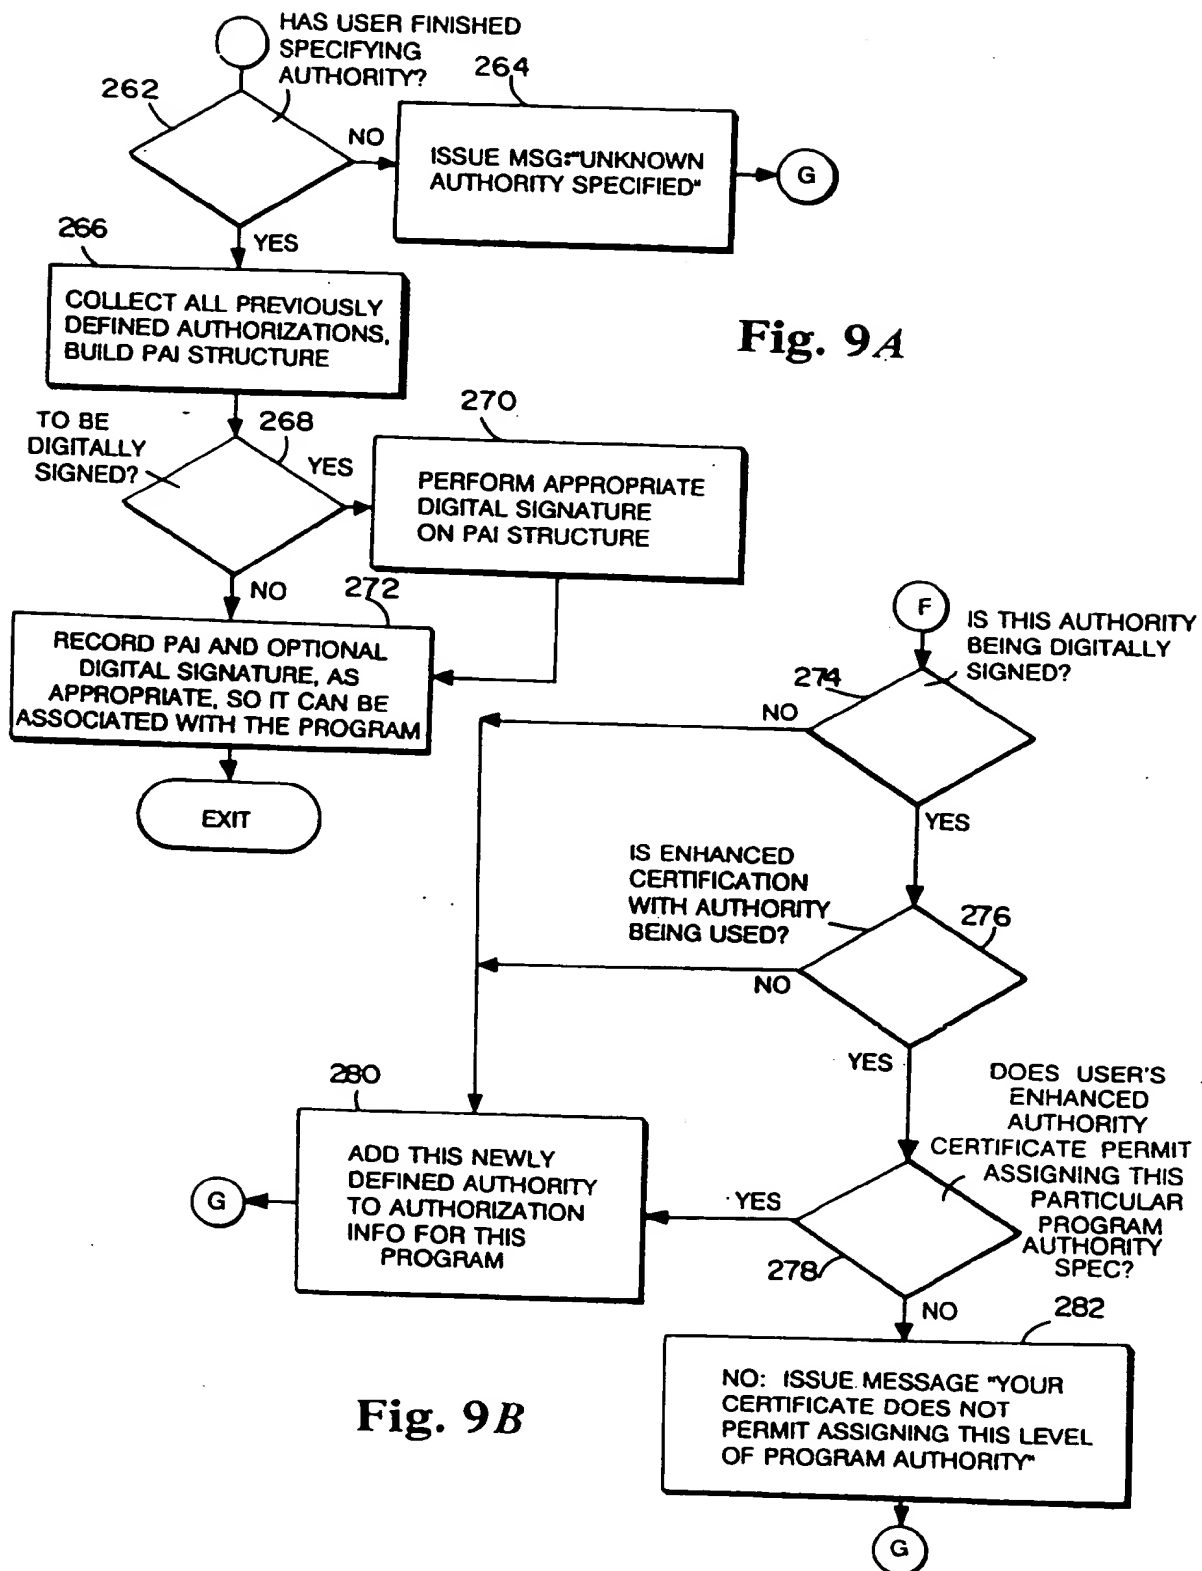 HAS USER FINISHED
SPECIFYING
AUTHORITY?
262
264
NO
ISSUE MSG:"UNKNOWN
AUTHORITY SPECIFIED"
G
YES
266
COLLECT ALL PREVIOUSLY
DEFINED AUTHORIZATIONS,
BUILD PAI STRUCTURE
Fig. 9A
TO BE
DIGITALLY
SIGNED?
268
YES
270
PERFORM APPROPRIATE
DIGITAL SIGNATURE
ON PAI STRUCTURE
NO
272
RECORD PAI AND OPTIONAL
DIGITAL SIGNATURE, AS
APPROPRIATE, SO IT CAN BE
ASSOCIATED WITH THE PROGRAM
EXIT
F
IS THIS AUTHORITY
BEING DIGITALLY
SIGNED?
274
NO
YES
IS ENHANCED
CERTIFICATION
WITH AUTHORITY
BEING USED?
276
NO
YES
DOES USER'S
ENHANCED
AUTHORITY
CERTIFICATE PERMIT
ASSIGNING THIS
PARTICULAR
PROGRAM
AUTHORITY
SPEC?
280
ADD THIS NEWLY
DEFINED AUTHORITY
TO AUTHORIZATION
INFO FOR THIS
PROGRAM
G
YES
278
NO
282
NO: ISSUE MESSAGE "YOUR
CERTIFICATE DOES NOT
PERMIT ASSIGNING THIS LEVEL
OF PROGRAM AUTHORITY"
Fig. 9B
G